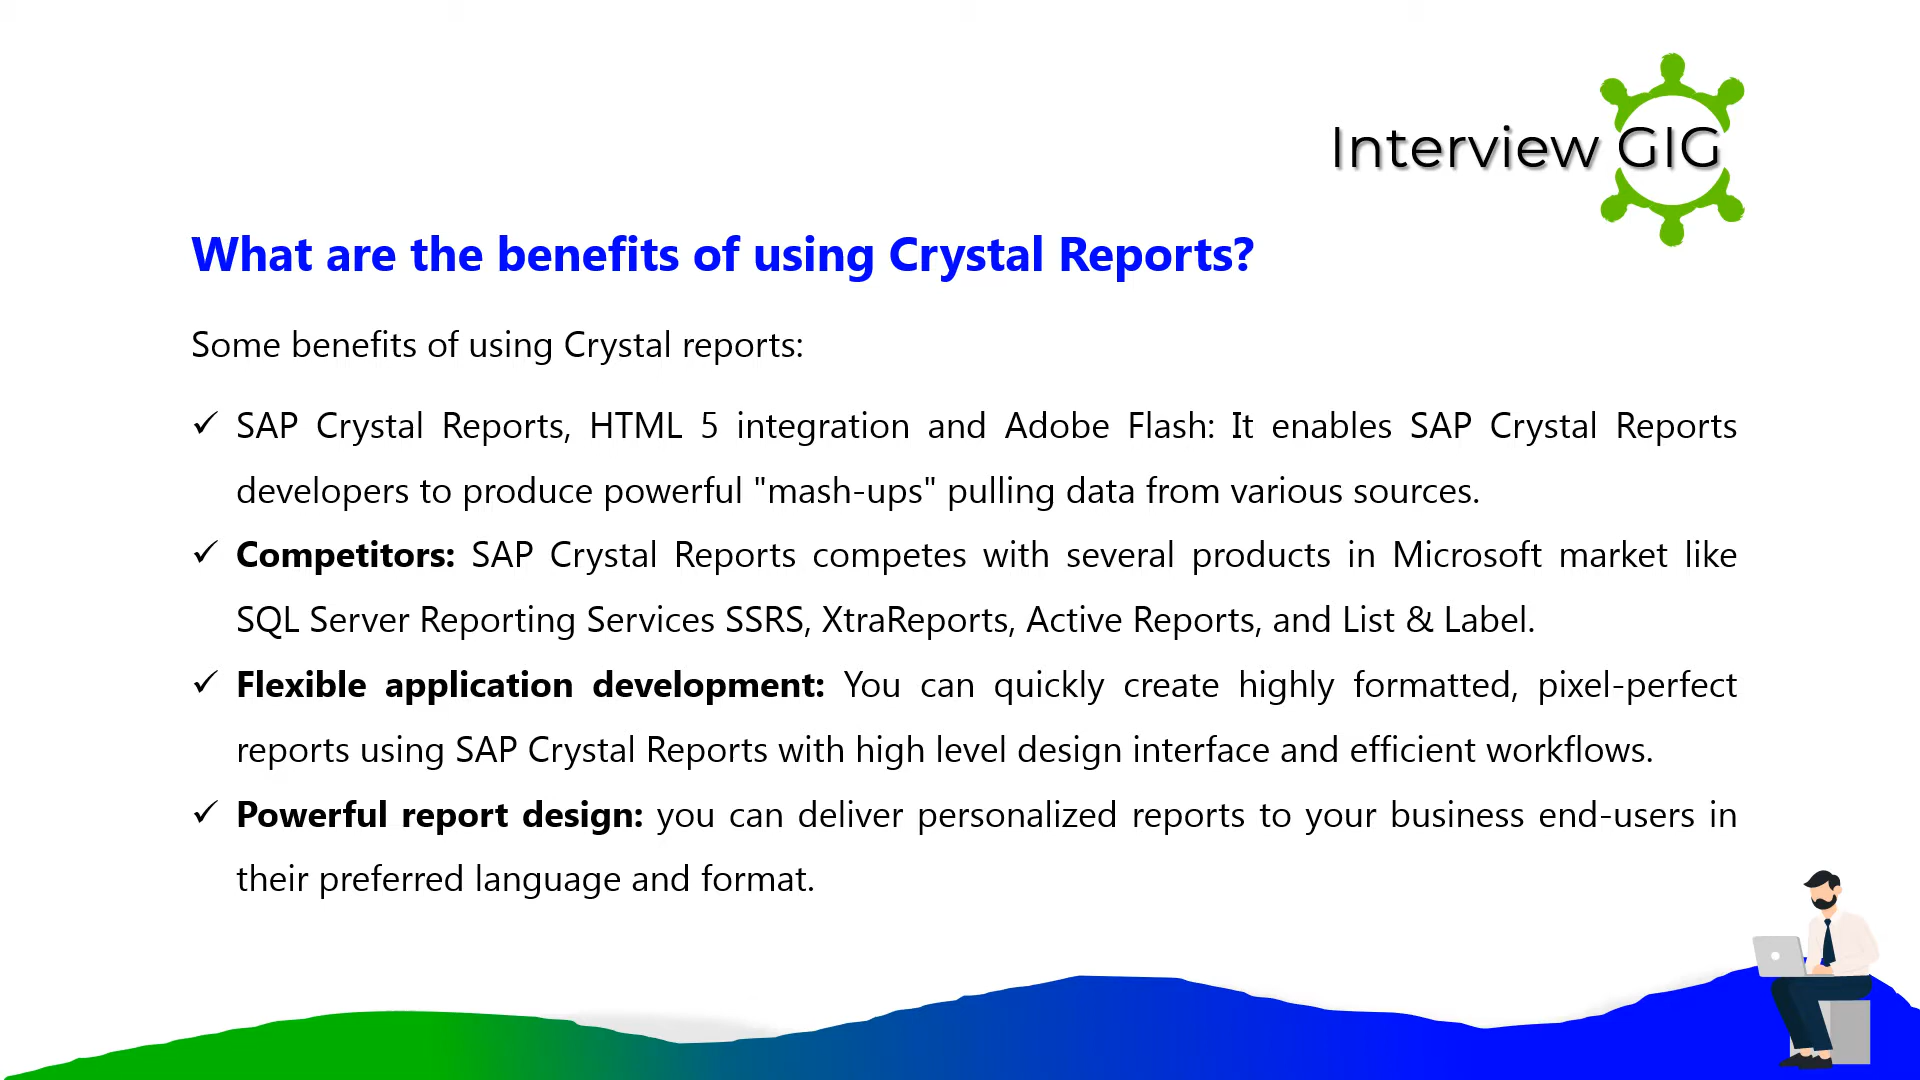 Interview GIG
What are the benefits of using Crystal Reports?
Some benefits of using Crystal reports:
✓ SAP Crystal Reports, HTML 5 integration and Adobe Flash: It enables SAP Crystal Reports
developers to produce powerful "mash-ups" pulling data from various sources.
✓ Competitors: SAP Crystal Reports competes with several products in Microsoft market like
SQL Server Reporting Services SSRS, XtraReports, Active Reports, and List & Label.
✓ Flexible application development: You can quickly create highly formatted, pixel-perfect
reports using SAP Crystal Reports with high level design interface and efficient workflows.
✓ Powerful report design: you can deliver personalized reports to your business end-users in
their preferred language and format.